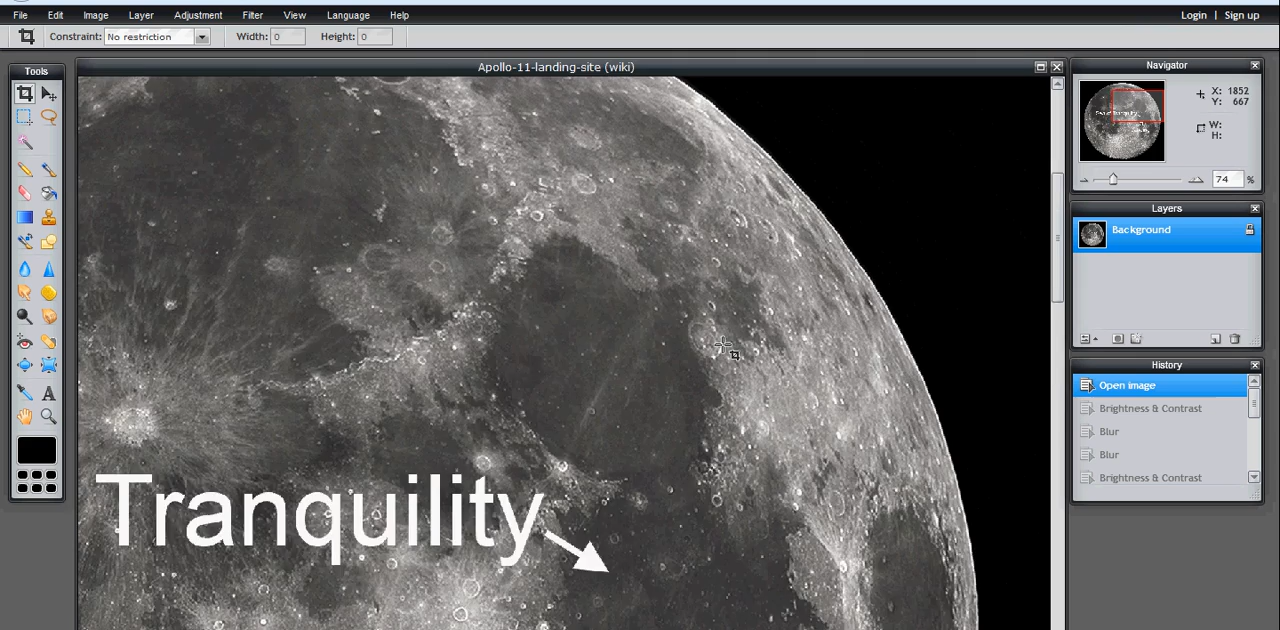 File Edit Image Layer Adjustment Filter View Language Help Login | Sign up
Constraint: No restriction Width: 0 Height: 0
Tools
Apollo-11-landing-site (wiki)
Tranquility
Navigator
X: 1852
Y: 667
W:
H:
74 %
Layers
Background
History
Open image
Brightness & Contrast
Blur
Blur
Brightness & Contrast